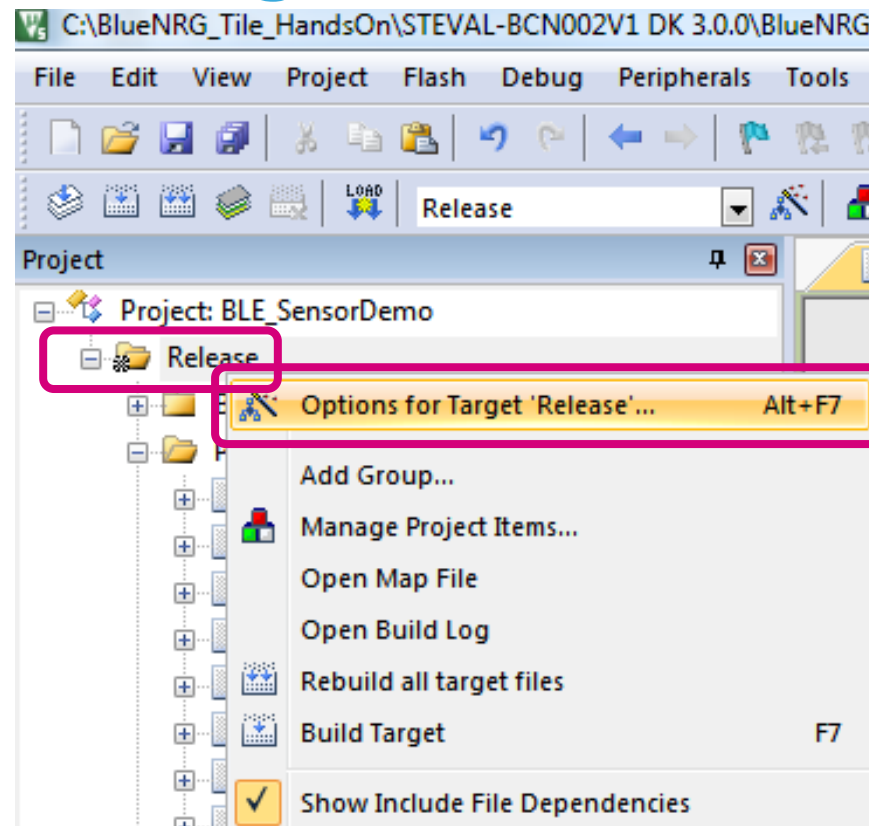 C:\BlueNRG_Tile_HandsOn\STEVAL-BCN002V1 DK 3.0.0\BlueNRG
File Edit View Project Flash Debug Peripherals Tools
LOAD Release
Project
Project: BLE_SensorDemo
Release
Options for Target 'Release'... Alt+F7
Add Group...
Manage Project Items...
Open Map File
Open Build Log
Rebuild all target files
Build Target F7
Show Include File Dependencies